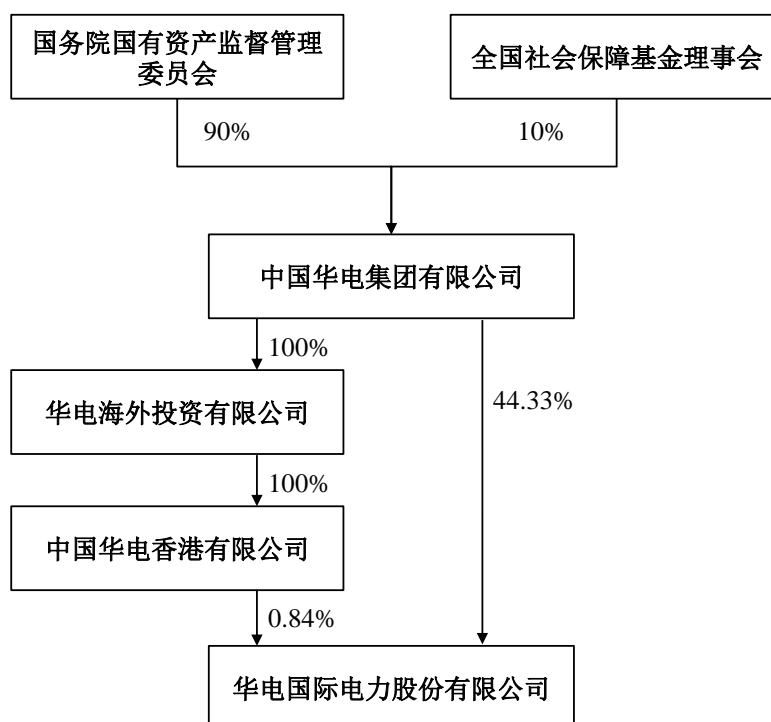 国务院国有资产监督管理
委员会
全国社会保障基金理事会
90%
10%
中国华电集团有限公司
100%
华电海外投资有限公司
44.33%
100%
中国华电香港有限公司
0.84%
华电国际电力股份有限公司